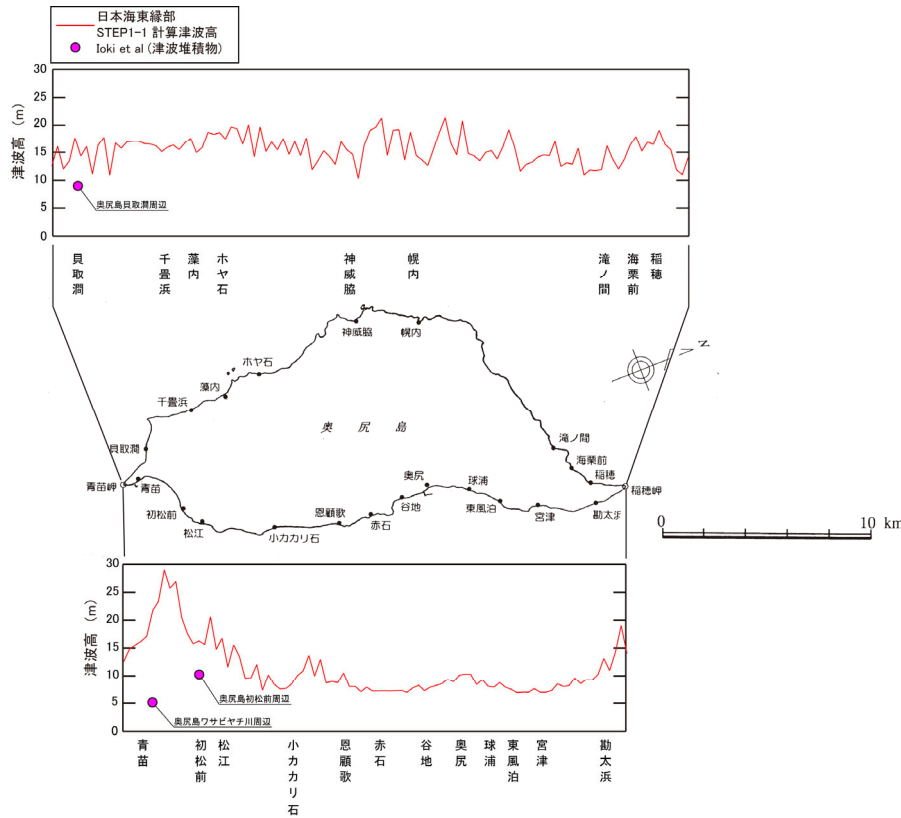 日本海東縁部
STEP1-1 計算津波高
Ioki et al (津波堆積物)
30
25
20
15
10
5
0
津波高 (m)
奥尻島貝取澗周辺
貝取澗
千畳浜
藻内
ホヤ石
神威脇
幌内
滝ノ間
海栗前
稲穂
神威脇
幌内
ホヤ石
N
藻内
千畳浜
奥尻島
貝取澗
滝ノ間
海栗前
稲穂
青苗岬
青苗
奥尻
球浦
稲穂岬
初松前
松江
小カカリ石
恩顧歌
赤石
谷地
東風泊
宮津
勘太浜
0
10 km
30
25
20
15
10
5
0
津波高 (m)
奥尻島初松前周辺
奥尻島ワサビヤチ川周辺
青苗
初松前
松江
小カカリ石
恩顧歌
赤石
谷地
奥尻
球浦
東風泊
宮津
勘太浜